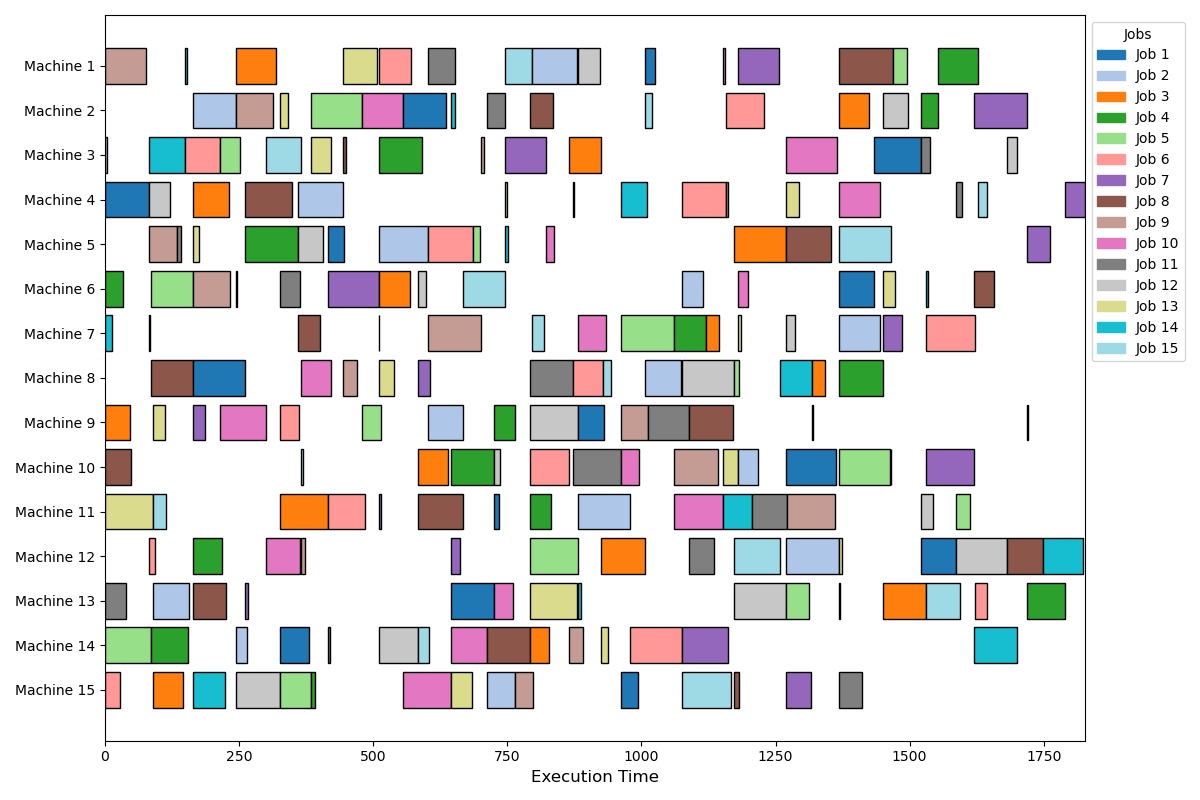 Machine 1
Machine 2
Machine 3
Machine 4
Machine 5
Machine 6
Machine 7
Machine 8
Machine 9
Machine 10
Machine 11
Machine 12
Machine 13
Machine 14
Machine 15
0 250 500 750 1000 1250 1500 1750
Execution Time
Jobs
Job 1
Job 2
Job 3
Job 4
Job 5
Job 6
Job 7
Job 8
Job 9
Job 10
Job 11
Job 12
Job 13
Job 14
Job 15